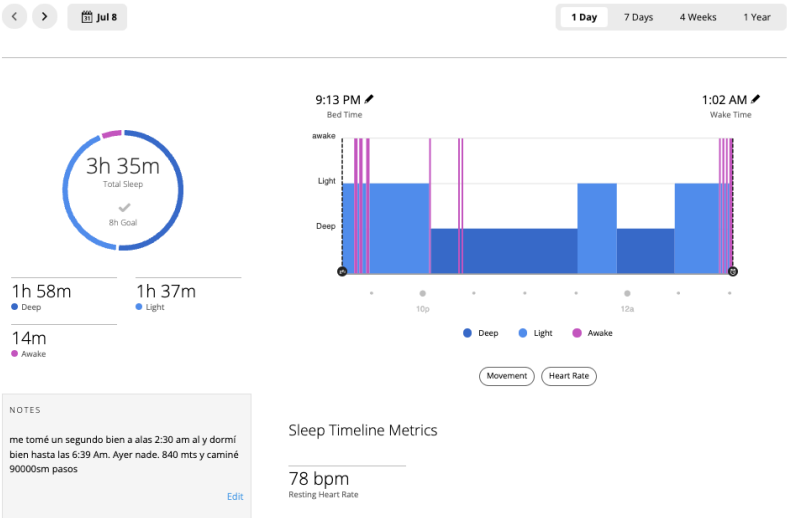 31 Jul 8
1 Day 7 Days 4 Weeks 1 Year
9:13 PM
Bed Time
1:02 AM
Wake Time
3h 35m
Total Sleep
8h Goal
awake
Light
Deep
10p 12a
1h 58m
Deep
1h 37m
Light
14m
Awake
Deep Light Awake
Movement Heart Rate
NOTES
me tomé un segundo bien a alas 2:30 am al y dormí
bien hasta las 6:39 Am. Ayer nade. 840 mts y caminé
90000sm pasos
Edit
Sleep Timeline Metrics
78 bpm
Resting Heart Rate